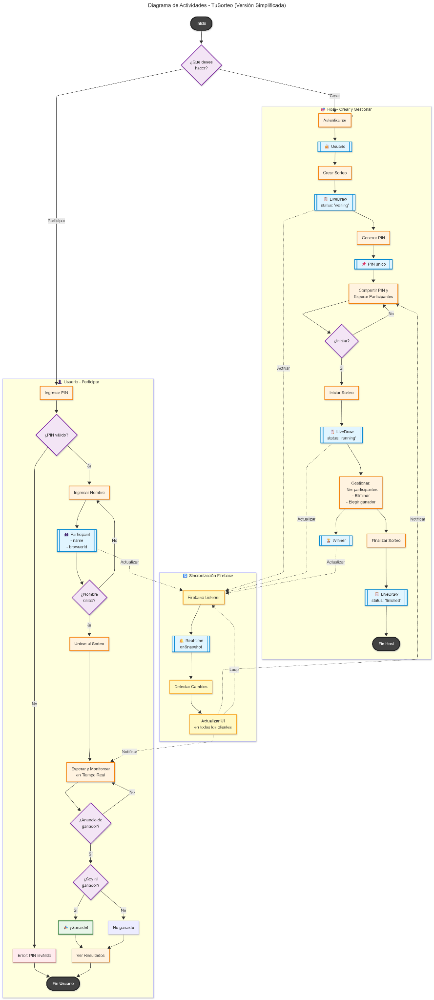 Diagrama de Actividades - TuSorteo (Versión Simplificada)
Inicio
¿Qué desea
hacer?
Crear
Participar
🎯 Host - Crear y Gestionar
Autenticarse
🔐 Usuario
Crear Sorteo
📋 LiveDraw
status: 'waiting'
Generar PIN
📌 PIN único
Compartir PIN y
Esperar Participantes
No
¿Iniciar?
Activar
Sí
Iniciar Sorteo
📋 LiveDraw
status: 'running'
Gestionar:
- Ver participantes
- Eliminar
- Elegir ganador
Actualizar
Notificar
🏆 Winner
Finalizar Sorteo
Actualizar
📋 LiveDraw
status: 'finished'
Fin Host
👤 Usuario - Participar
Ingresar PIN
¿PIN válido?
Sí
Ingresar Nombre
👥 Participant
- name
- browserId
No
Actualizar
¿Nombre
único?
Sí
Unirse al Sorteo
No
🔄 Sincronización Firebase
Firebase Listener
🔔 Real-time
onSnapshot
Loop
Detectar Cambios
Actualizar UI
en todos los clientes
Notificar
Esperar y Monitorear
en Tiempo Real
No
¿Anuncio de
ganador?
Sí
¿Soy el
ganador?
Sí
No
🎉 ¡Ganaste!
No ganaste
Error: PIN inválido
Ver Resultados
Fin Usuario